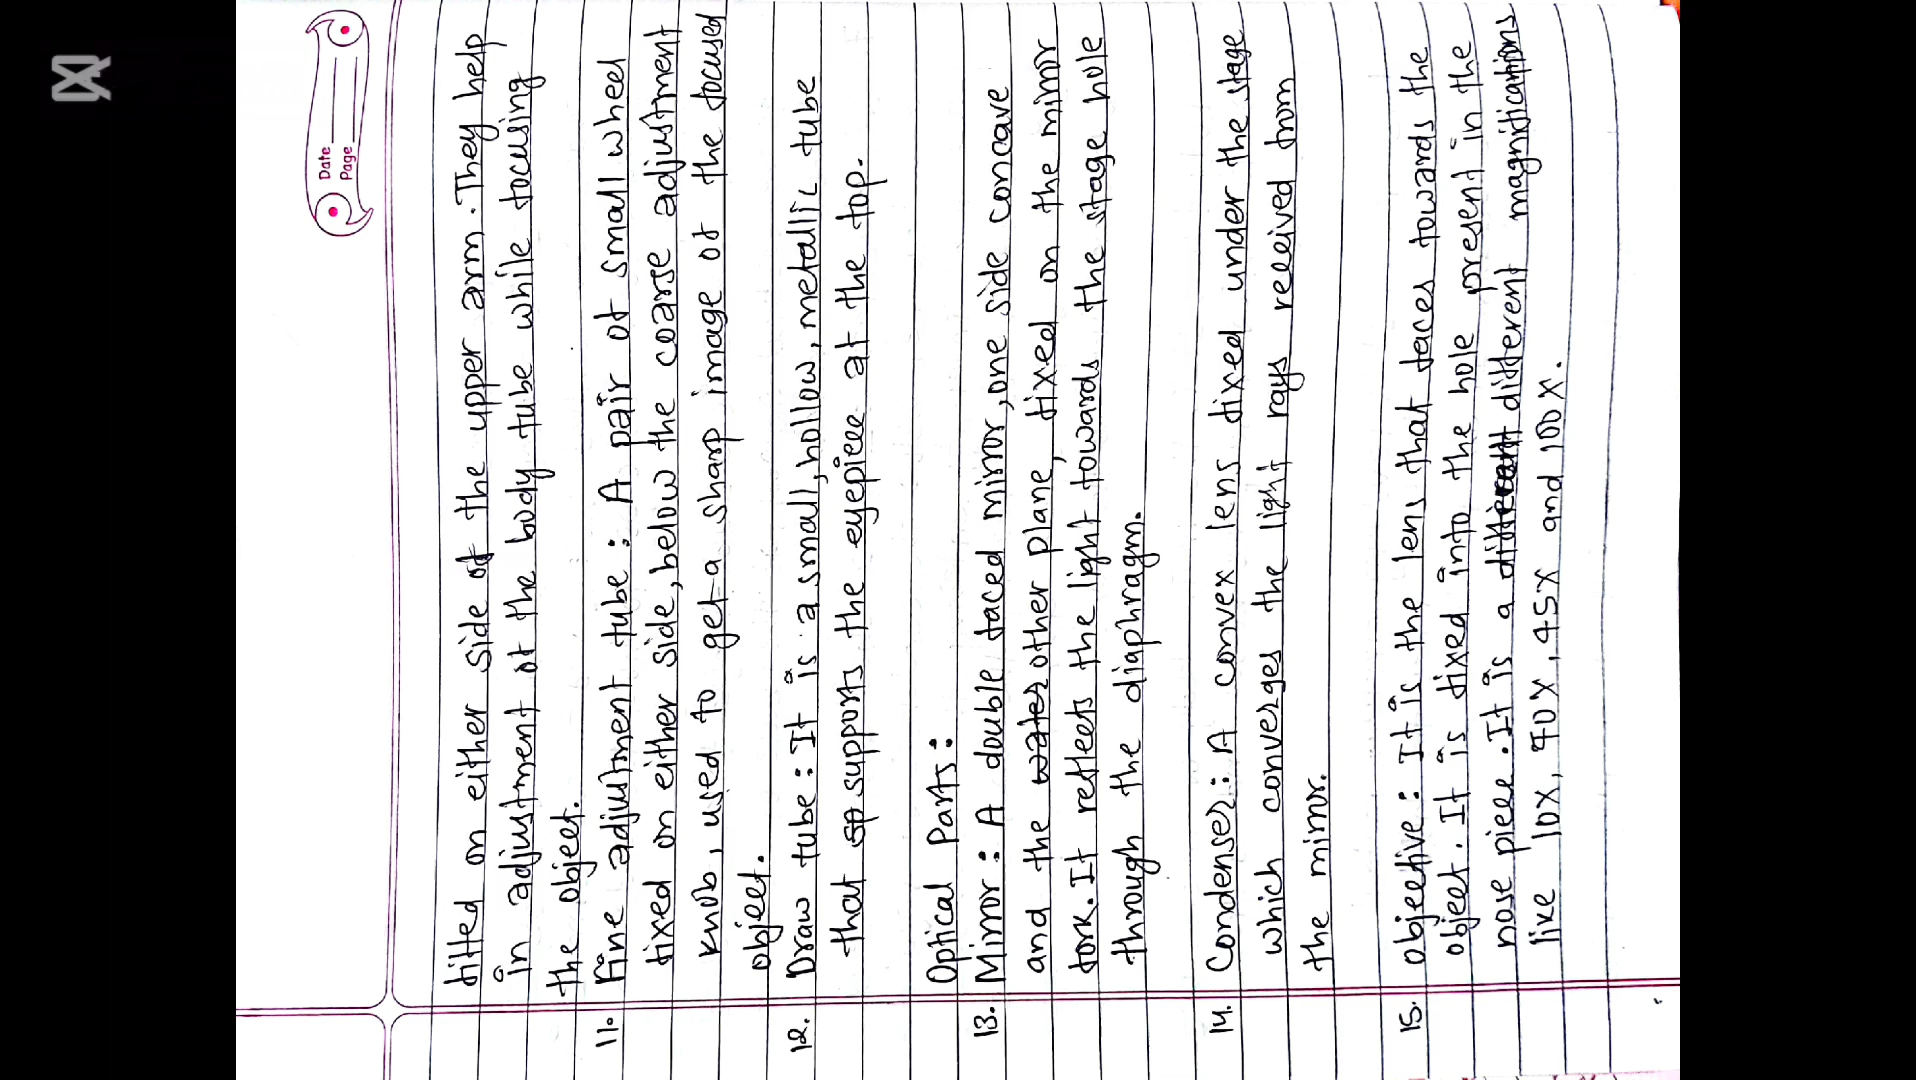 Date
Page
fitted on either side of the upper arm. They help
in adjustment of the body tube while focusing
the object.
11. Fine adjustment tube : A pair of small wheel
fixed on either side, below the coarse adjustment
knob, used to get a sharp image of the focused
object.
12. Draw tube : It is a small, hollow, metallic tube
that sp supports the eyepiece at the top.
Optical Parts :
13. Mirror : A double faced mirror, one side concave
and the water other plane, fixed on the mirror
fork. It reflects the light towards the stage hole
through the diaphragm.
14. Condenser : A convex lens fixed under the stage
which converges the light rays received from
the mirror.
15. objective : It is the lens that faces towards the
object. It is fixed into the hole present in the
nose piece. It is a different magnifications
like 10X, 40X, 45X and 100X.